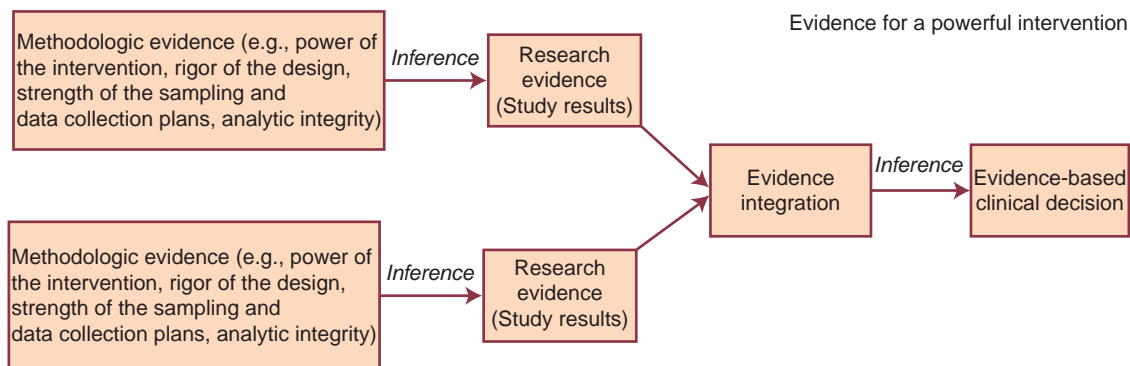 Evidence for a powerful intervention
Methodologic evidence (e.g., power of
the intervention, rigor of the design,
strength of the sampling and
data collection plans, analytic integrity)
Inference
Research
evidence
(Study results)
Evidence
integration
Inference
Evidence-based
clinical decision
Methodologic evidence (e.g., power of
the intervention, rigor of the design,
strength of the sampling and
data collection plans, analytic integrity)
Inference
Research
evidence
(Study results)